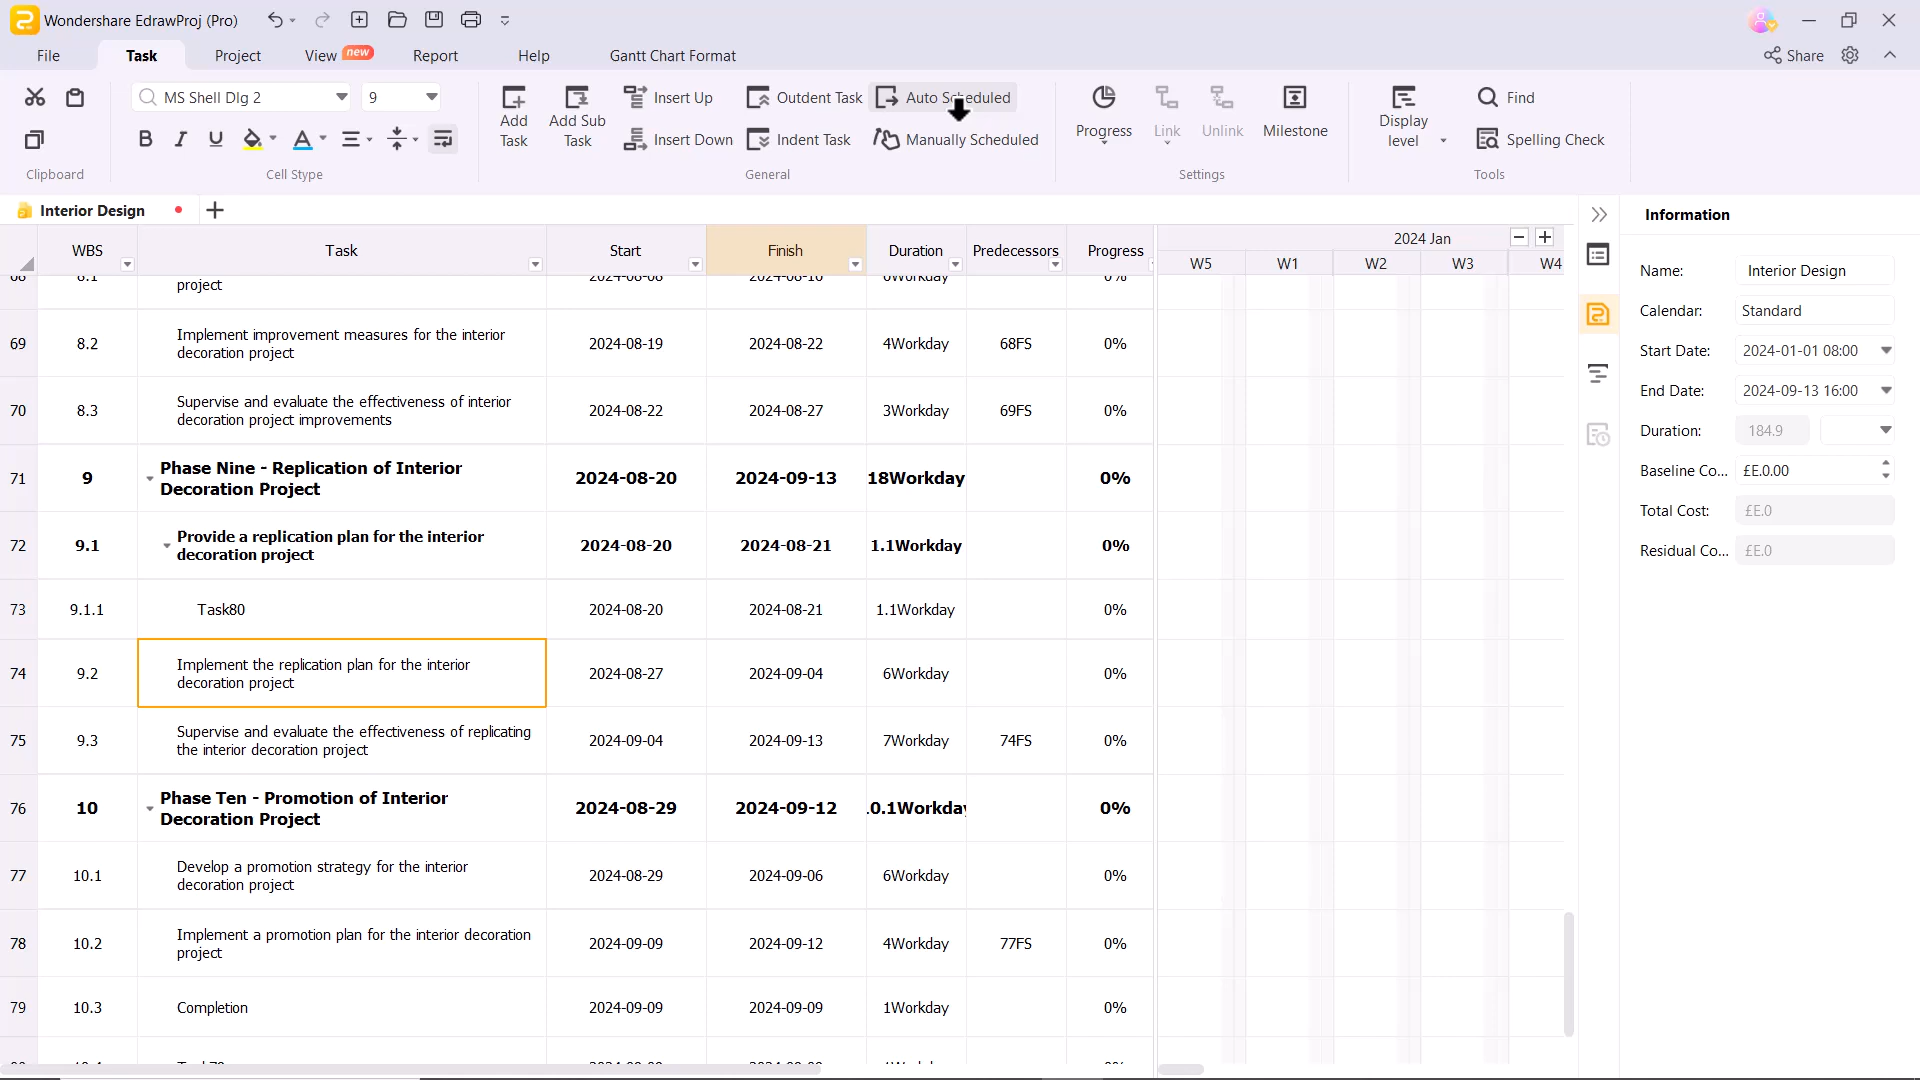 Wondershare EdrawProj (Pro)
File
Task
Project
View
new
Report
Help
Gantt Chart Format
Share
MS Shell Dlg 2
9
Add
Task
Add Sub
Task
Insert Up
Insert Down
Outdent Task
Indent Task
Auto Scheduled
Manually Scheduled
Progress
Link
Unlink
Milestone
Display
level
Find
Spelling Check
B
I
U
A
Clipboard
Cell Stype
General
Settings
Tools
Interior Design
WBS
Task
Start
Finish
Duration
Predecessors
Progress
2024 Jan
W5
W1
W2
W3
W4
project
69
8.2
Implement improvement measures for the interior
decoration project
2024-08-19
2024-08-22
4Workday
68FS
0%
70
8.3
Supervise and evaluate the effectiveness of interior
decoration project improvements
2024-08-22
2024-08-27
3Workday
69FS
0%
71
9
Phase Nine - Replication of Interior
Decoration Project
2024-08-20
2024-09-13
18Workday
0%
72
9.1
Provide a replication plan for the interior
decoration project
2024-08-20
2024-08-21
1.1Workday
0%
73
9.1.1
Task80
2024-08-20
2024-08-21
1.1Workday
0%
74
9.2
Implement the replication plan for the interior
decoration project
2024-08-27
2024-09-04
6Workday
0%
75
9.3
Supervise and evaluate the effectiveness of replicating
the interior decoration project
2024-09-04
2024-09-13
7Workday
74FS
0%
76
10
Phase Ten - Promotion of Interior
Decoration Project
2024-08-29
2024-09-12
.0.1Workday
0%
77
10.1
Develop a promotion strategy for the interior
decoration project
2024-08-29
2024-09-06
6Workday
0%
78
10.2
Implement a promotion plan for the interior decoration
project
2024-09-09
2024-09-12
4Workday
77FS
0%
79
10.3
Completion
2024-09-09
2024-09-09
1Workday
0%
Information
Name:
Interior Design
Calendar:
Standard
Start Date:
2024-01-01 08:00
End Date:
2024-09-13 16:00
Duration:
184.9
Baseline Co...
£E.0.00
Total Cost:
£E.0
Residual Co...
£E.0